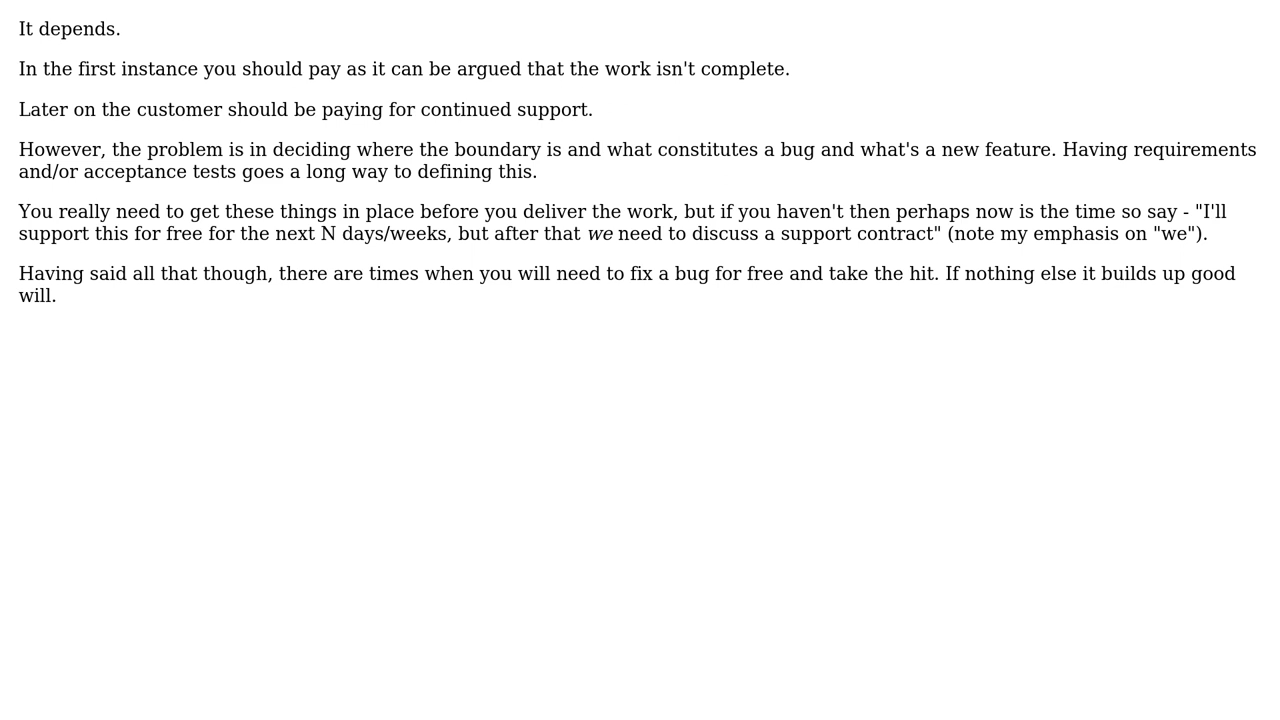 It depends.
In the first instance you should pay as it can be argued that the work isn't complete.
Later on the customer should be paying for continued support.
However, the problem is in deciding where the boundary is and what constitutes a bug and what's a new feature. Having requirements
and/or acceptance tests goes a long way to defining this.
You really need to get these things in place before you deliver the work, but if you haven't then perhaps now is the time so say - "I'll
support this for free for the next N days/weeks, but after that we need to discuss a support contract" (note my emphasis on "we").
Having said all that though, there are times when you will need to fix a bug for free and take the hit. If nothing else it builds up good
will.